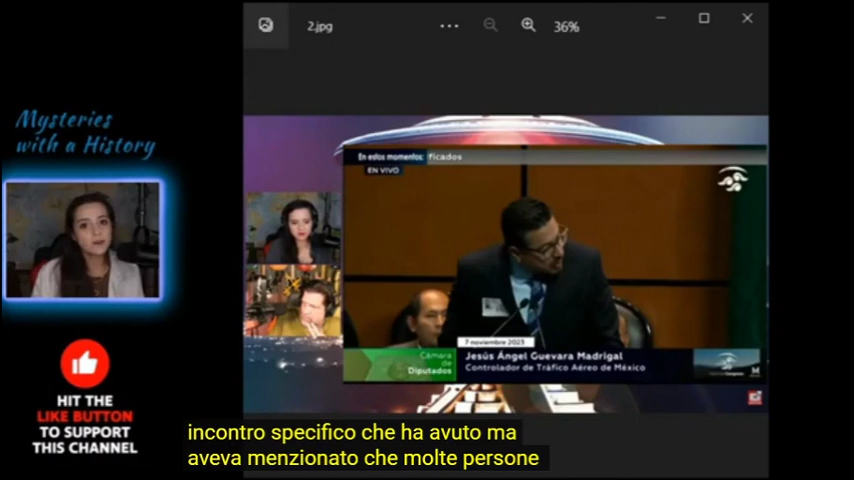 2.jpg
36%
Mysteries
with a History
En estos momentos: ficados
EN VIVO
7 noviembre 2023
Cámara
de
Diputados
Jesús Ángel Guevara Madrigal
Controlador de Tráfico Aéreo de México
HIT THE
LIKE BUTTON
TO SUPPORT
THIS CHANNEL
incontro specifico che ha avuto ma
aveva menzionato che molte persone